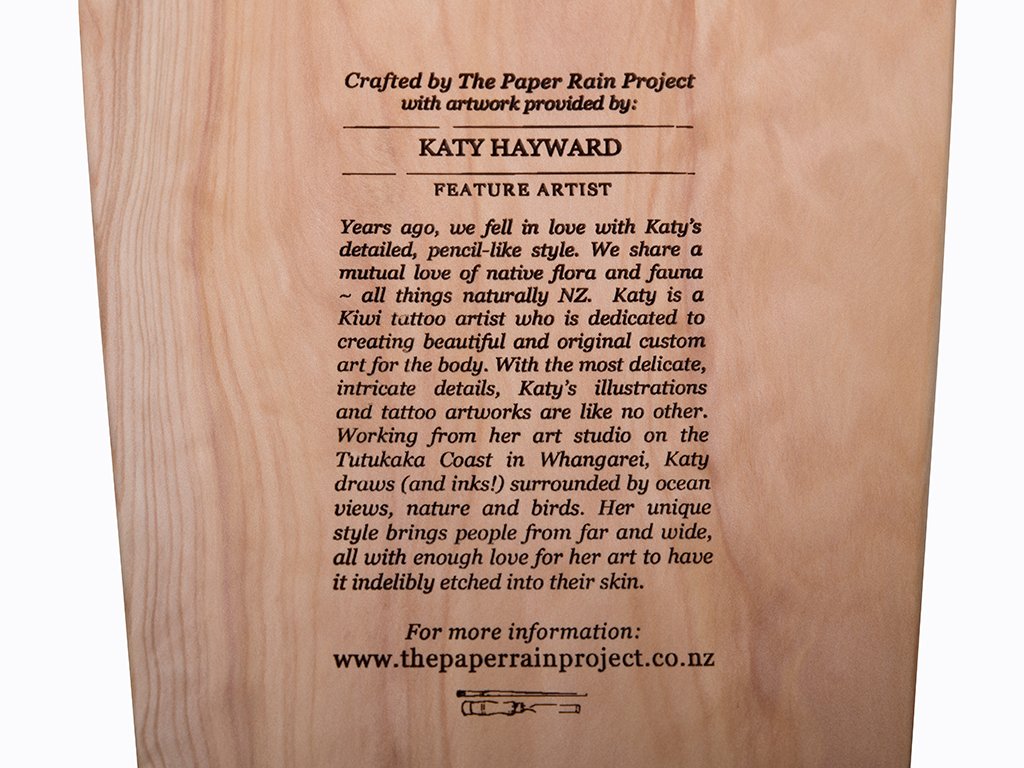 Crafted by The Paper Rain Project
with artwork provided by:
KATY HAYWARD
FEATURE ARTIST
Years ago, we fell in love with Katy's
detailed, pencil-like style. We share a
mutual love of native flora and fauna
~ all things naturally NZ. Katy is a
Kiwi tattoo artist who is dedicated to
creating beautiful and original custom
art for the body. With the most delicate,
intricate details, Katy's illustrations
and tattoo artworks are like no other.
Working from her art studio on the
Tutukaka Coast in Whangarei, Katy
draws (and inks!) surrounded by ocean
views, nature and birds. Her unique
style brings people from far and wide,
all with enough love for her art to have
it indelibly etched into their skin.
For more information:
www.thepaperrainproject.co.nz